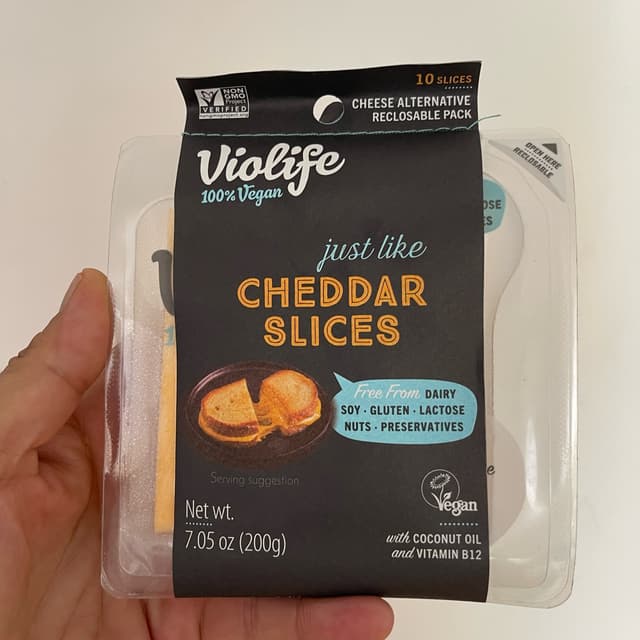 10 SLICES
NON
GMO
Project
VERIFIED
nongmoproject.org
CHEESE ALTERNATIVE
RECLOSABLE PACK
OPEN HERE
RECLOSABLE
Violife
100% Vegan
just like
CHEDDAR
SLICES
Free From DAIRY
SOY · GLUTEN · LACTOSE
NUTS · PRESERVATIVES
Serving suggestion
Vegan
Net wt.
7.05 oz (200g)
with COCONUT OIL
and VITAMIN B12